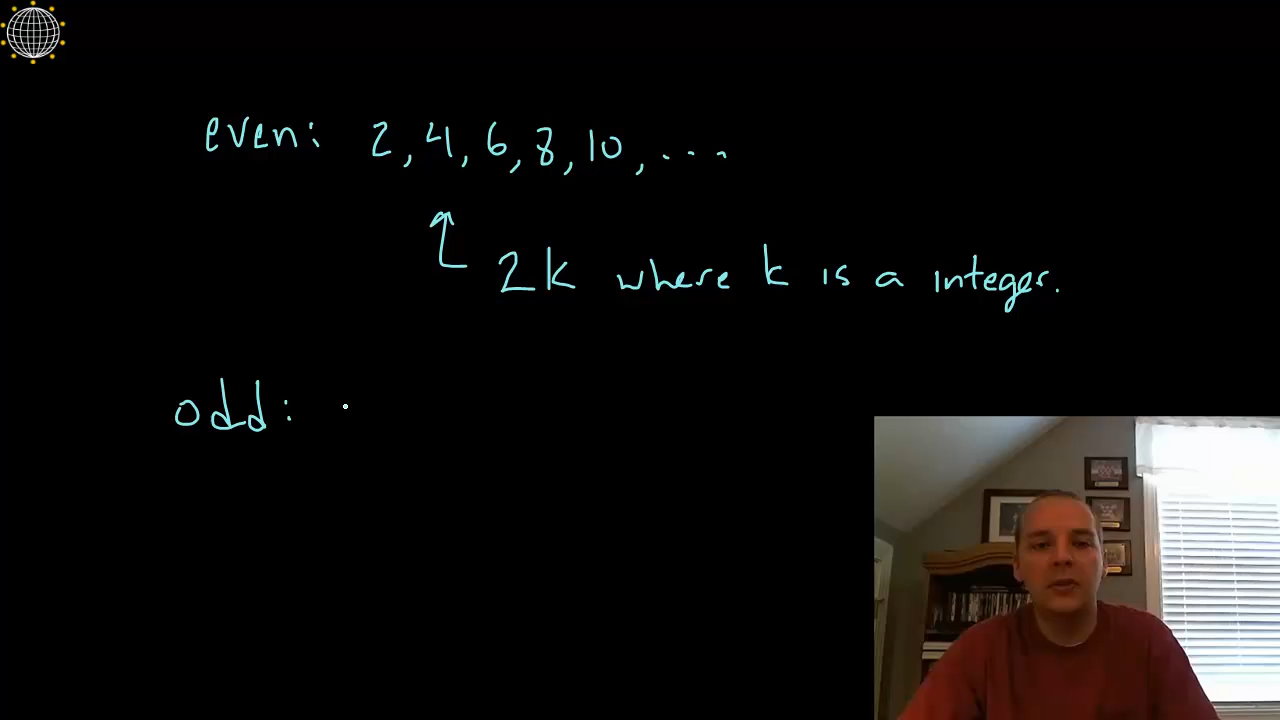 even: 2, 4, 6, 8, 10, ...
2k where k is a integer.
odd: